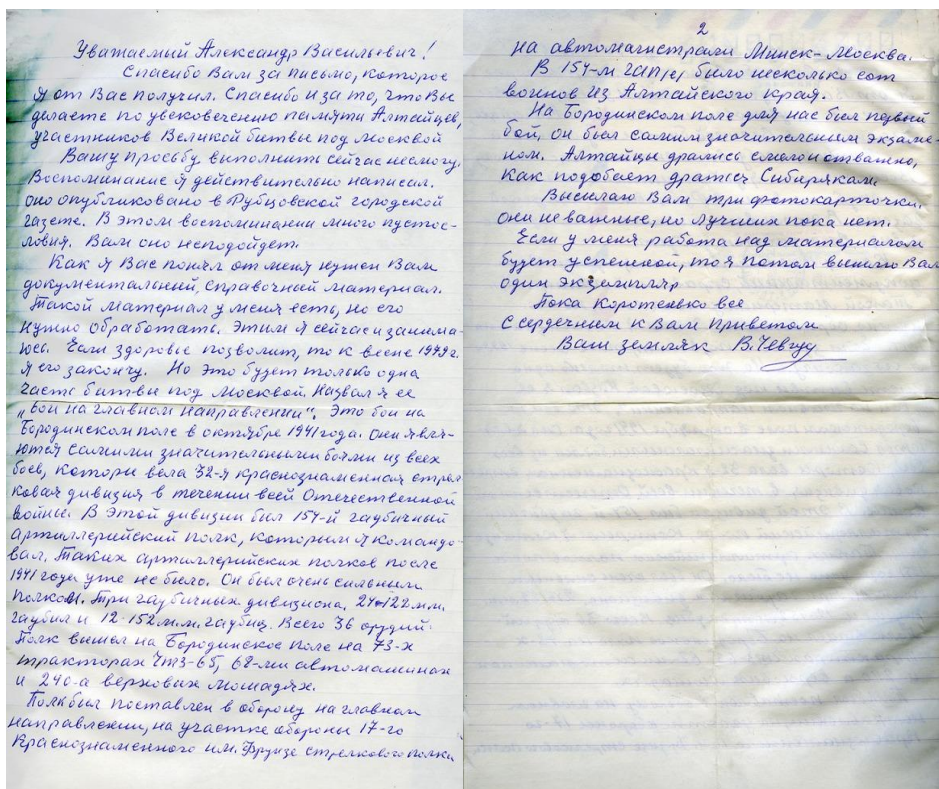 Уважаемый Александр Васильевич!
Спасибо Вам за письмо, которое
я от Вас получил. Спасибо и за то, что Вы
делаете по увековечению памяти Алтайцев,
участников Великой битвы под Москвой
Вашу просьбу выполнить сейчас несмогу.
Воспоминание я действительно написал.
оно опубликовано в Рубцовской городской
газете. В этом воспоминании много пустос-
ловия. Вам оно неподойдет.
Как я Вас понял от меня нужен Вам
документальный, справочный материал.
Такой материал у меня есть, но его
нужно обработать. Этим я сейчас и занима-
юсь. Если здоровье позволит, то к весне 1979 г.
я его закончу. Но это будет только одна
часть битвы под Москвой. Назвал я ее
„Бои на главном направлении". Это бои на
Бородинском поле в октябре 1941 года. Они явля-
ются самыми значительными боями из всех
боев, которы вела 32-я краснознаменная стрел
ковая дивизия в течении всей Отечественной
войны. В этой дивизии был 154-й гаубичный
артиллерийский полк, которым я командо-
вал. Таких артиллерийских полков после
1941 года уже не было. Он был очень сильным
полком. Три гаубичных дивизиона. 24-122 м.м.
гаубиц и 12-152 м.м. гаубиц. Всего 36 орудий.
Полк вышел на Бородинское поле на 73-х
тракторах ЧТЗ-65, 68-ми автомашинах
и 240-а верховых лошадях.
Полк был поставлен в оборону на главном
направлении, на участке обороны 17-го
Краснознаменного им. Фрунзе стрелкового полка
2
на автомагистрали Минск-Москва.
В 154-м гап было несколько сот
воинов из Алтайского края.
На Бородинском поле для нас был первый
бой, он был самым значительным экзаме-
ном. Алтайцы дрались смело и отважно,
как подобает драться Сибирякам.
Высылаю Вам три фотокарточки.
они не важные, но лучших пока нет.
Если у меня работа над материалом
будет успешной, то я потом вышлю Вам
один экземпляр
Пока коротенько все
С сердечным к Вам приветом
Ваш земляк В. Чевгус